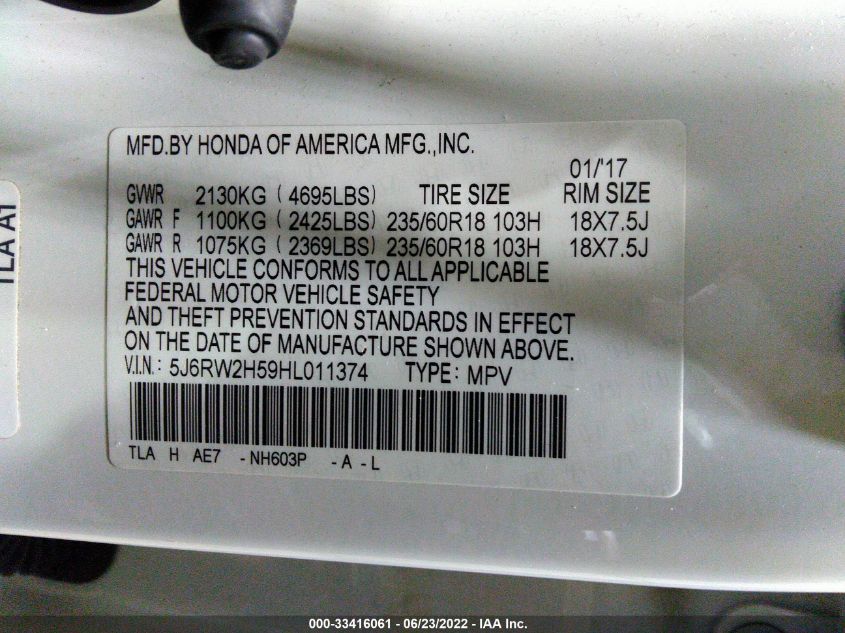 MFD.BY HONDA OF AMERICA MFG.,INC.
01/'17
GVWR 2130KG (4695LBS) TIRE SIZE RIM SIZE
GAWR F 1100KG (2425LBS) 235/60R18 103H 18X7.5J
GAWR R 1075KG (2369LBS) 235/60R18 103H 18X7.5J
THIS VEHICLE CONFORMS TO ALL APPLICABLE
FEDERAL MOTOR VEHICLE SAFETY
AND THEFT PREVENTION STANDARDS IN EFFECT
ON THE DATE OF MANUFACTURE SHOWN ABOVE.
V.I.N.: 5J6RW2H59HL011374 TYPE: MPV
TLA H AE7 -NH603P -A-L
TLA A1
000-33416061 - 06/23/2022 - IAA Inc.